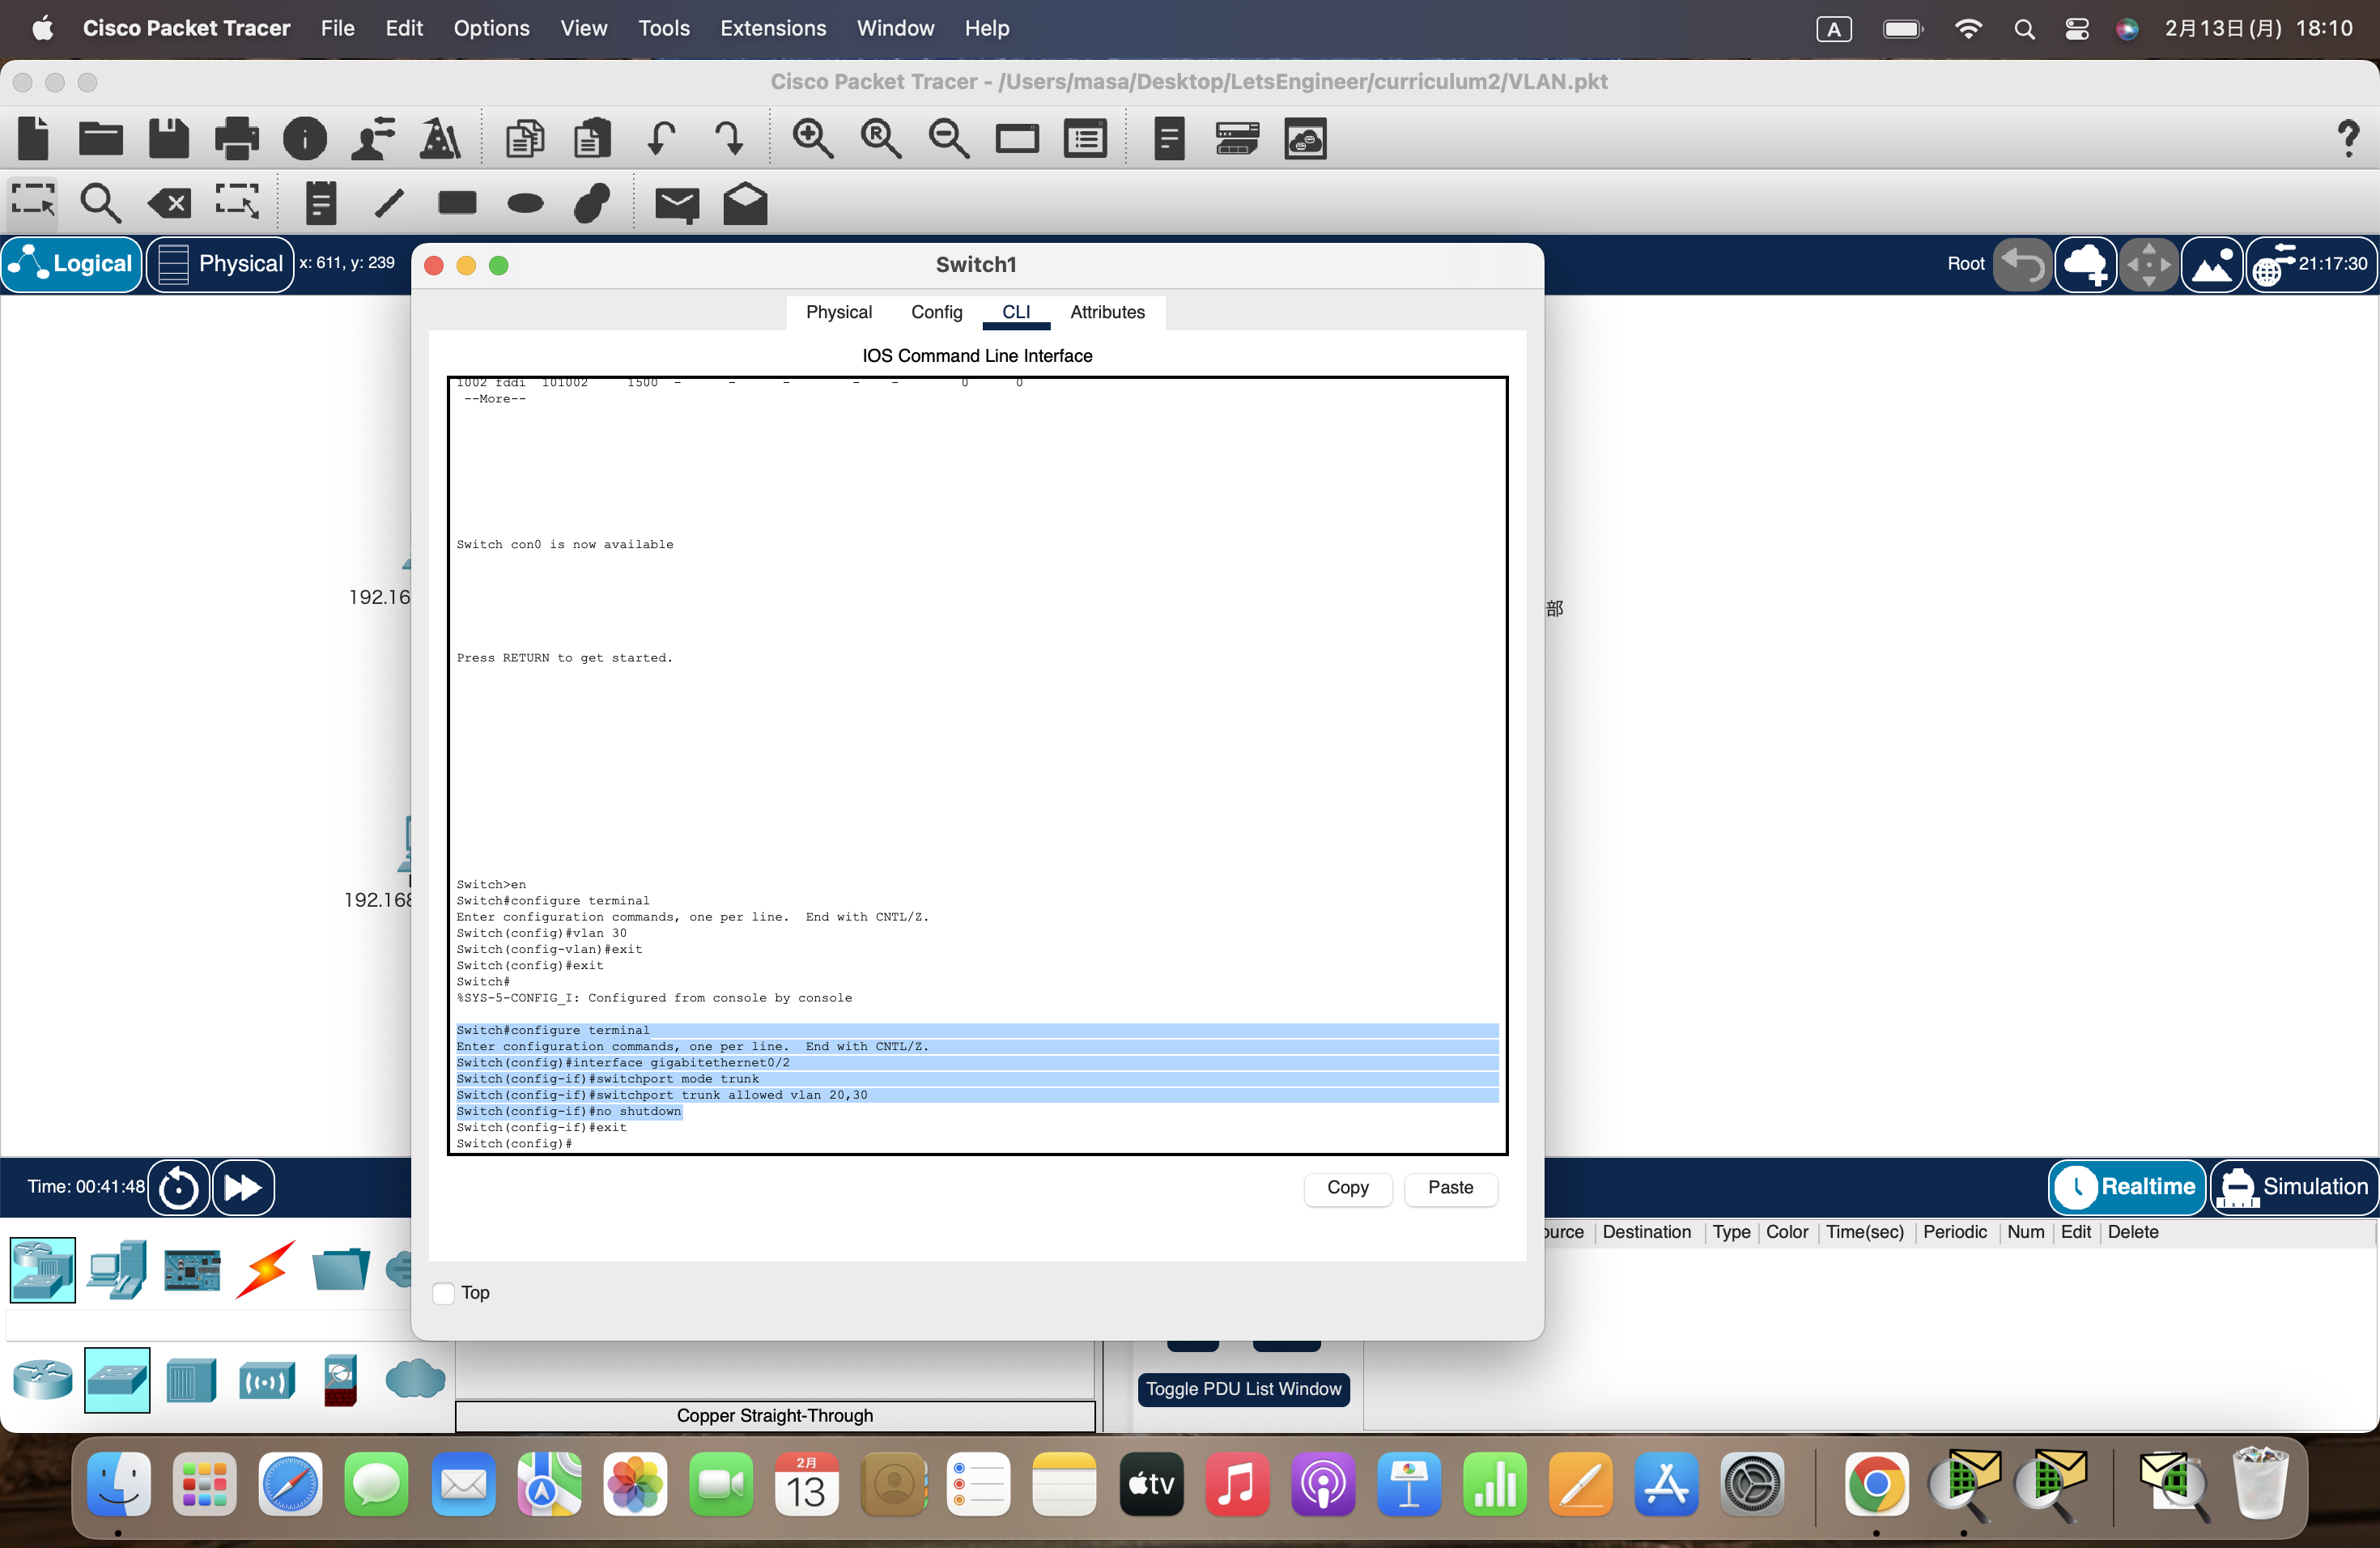 Cisco Packet Tracer File Edit Options View Tools Extensions Window Help
A 2月13日(月) 18:10
Cisco Packet Tracer - /Users/masa/Desktop/LetsEngineer/curriculum2/VLAN.pkt
Logical Physical x: 611, y: 239
Root 21:17:30
Switch1
Physical Config CLI Attributes
IOS Command Line Interface
1002 fddi 101002 1500 - - - - - 0 0
--More--
Switch con0 is now available
192.16
部
Press RETURN to get started.
192.168
Switch>en
Switch#configure terminal
Enter configuration commands, one per line. End with CNTL/Z.
Switch(config)#vlan 30
Switch(config-vlan)#exit
Switch(config)#exit
Switch#
%SYS-5-CONFIG_I: Configured from console by console
Switch#configure terminal
Enter configuration commands, one per line. End with CNTL/Z.
Switch(config)#interface gigabitethernet0/2
Switch(config-if)#switchport mode trunk
Switch(config-if)#switchport trunk allowed vlan 20,30
Switch(config-if)#no shutdown
Switch(config-if)#exit
Switch(config)#
Copy Paste
Time: 00:41:48
Realtime Simulation
ource Destination Type Color Time(sec) Periodic Num Edit Delete
Top
Toggle PDU List Window
Copper Straight-Through
2月
13
tv